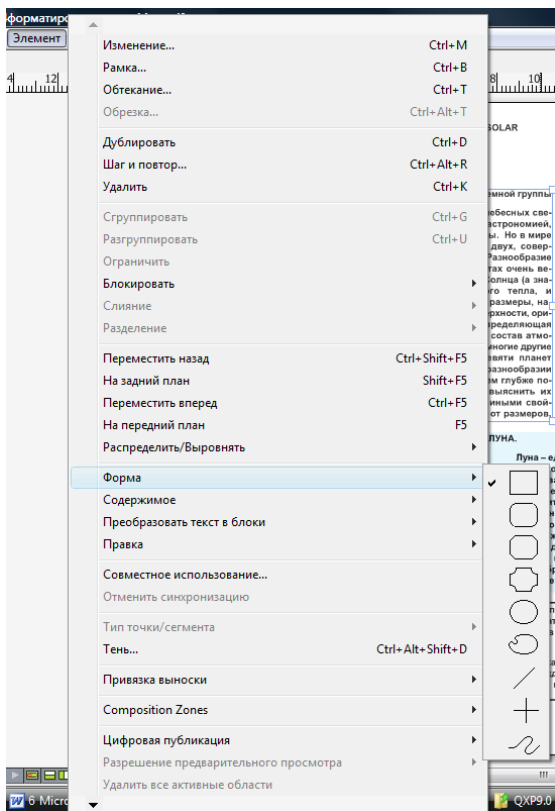 форматиро
Элемент
4 12 8 10
Изменение... Ctrl+M
Рамка... Ctrl+B
Обтекание... Ctrl+T
Обрезка... Ctrl+Alt+T
Дублировать Ctrl+D
Шаг и повтор... Ctrl+Alt+R
Удалить Ctrl+K
Сгруппировать Ctrl+G
Разгруппировать Ctrl+U
Ограничить
Блокировать
Слияние
Разделение
Переместить назад Ctrl+Shift+F5
На задний план Shift+F5
Переместить вперед Ctrl+F5
На передний план F5
Распределить/Выровнять
Форма
Содержимое
Преобразовать текст в блоки
Правка
Совместное использование...
Отменить синхронизацию
Тип точки/сегмента
Тень... Ctrl+Alt+Shift+D
Привязка выноски
Composition Zones
Цифровая публикация
Разрешение предварительного просмотра
Удалить все активные области
SOLAR
емной группы
ебесных све-
астрономией,
ы. Но в мире
двух, совер-
Разнообразие
тах очень ве-
олнца (а зна-
го тепла, и
размеры, на
рхности, ори-
пределяющая
состав атмо-
многие другие
евяти планет
разнообразии
м глубже по-
выяснить их
иными свой-
от размеров,
ЛУНА.
Луна – е
6 Micro
QXP9.0